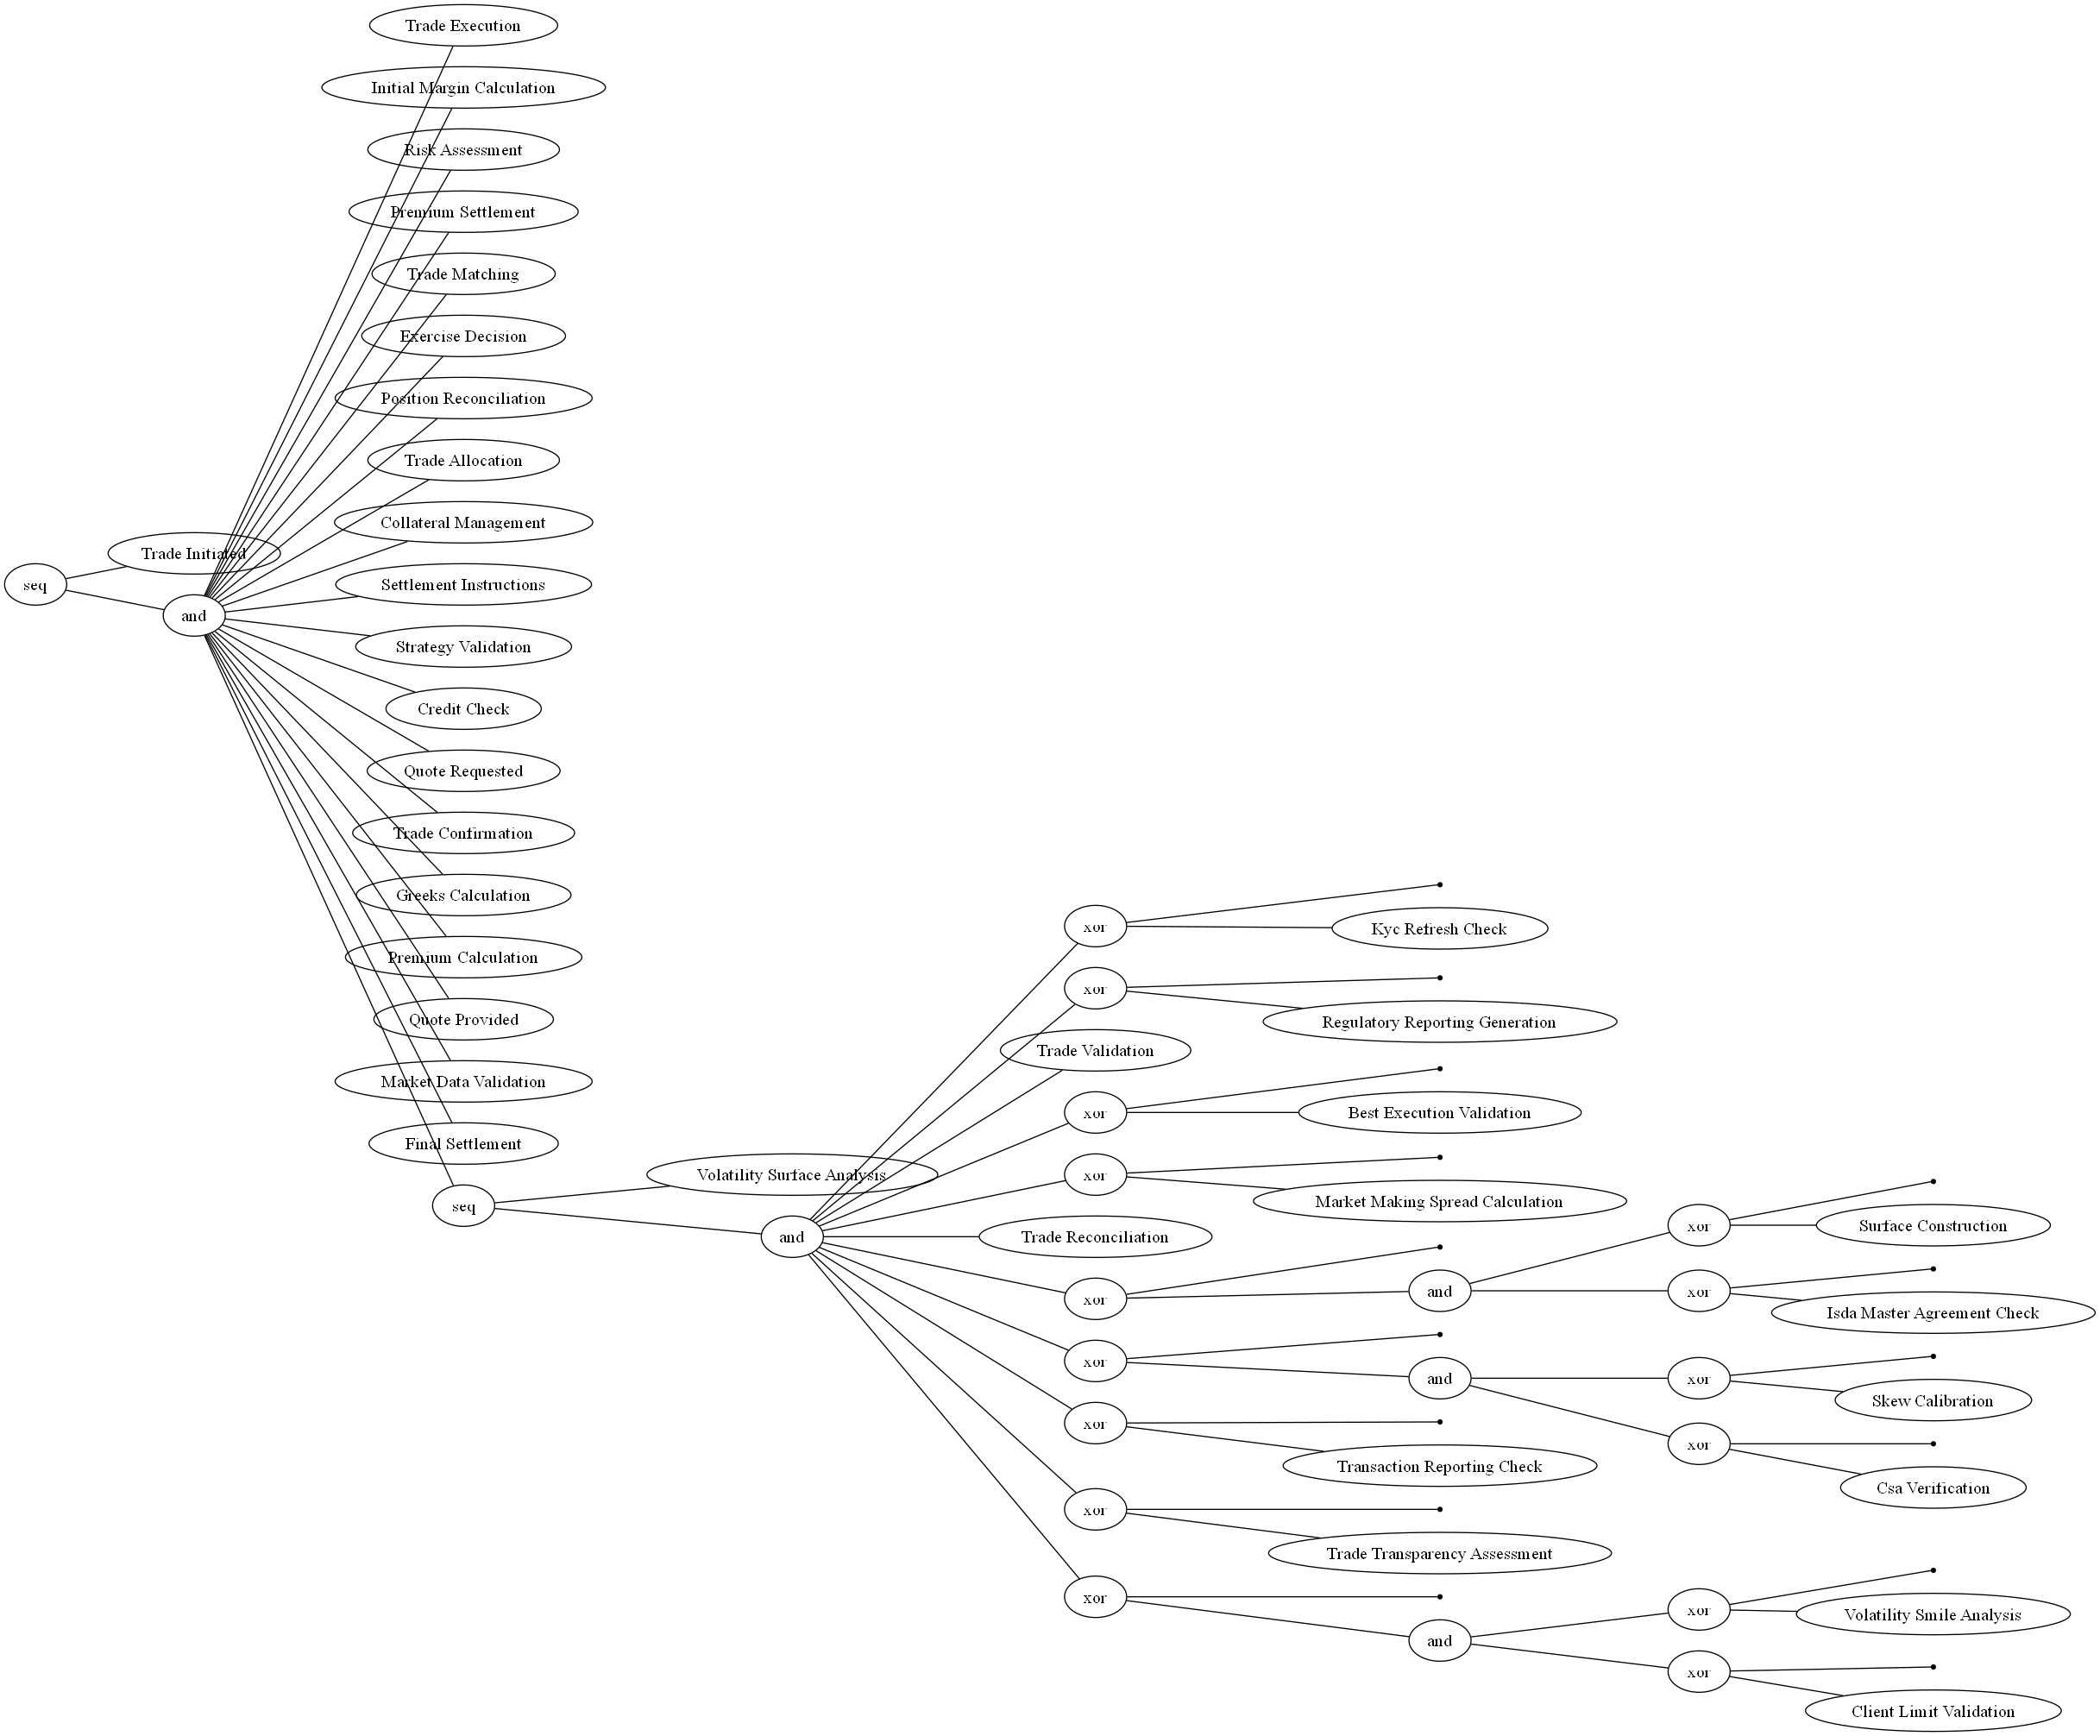 Trade Execution
Initial Margin Calculation
Risk Assessment
Premium Settlement
Trade Matching
Exercise Decision
Position Reconciliation
Trade Allocation
Collateral Management
Trade Initiated
seq
Settlement Instructions
and
Strategy Validation
Credit Check
Quote Requested
Trade Confirmation
Greeks Calculation
Premium Calculation
Quote Provided
Market Data Validation
Final Settlement
seq
Volatility Surface Analysis
and
xor
Kyc Refresh Check
xor
Regulatory Reporting Generation
Trade Validation
xor
Best Execution Validation
xor
Market Making Spread Calculation
Trade Reconciliation
xor
and
xor
Surface Construction
xor
Isda Master Agreement Check
xor
and
xor
Skew Calibration
xor
Csa Verification
xor
Transaction Reporting Check
xor
Trade Transparency Assessment
xor
and
xor
Volatility Smile Analysis
xor
Client Limit Validation